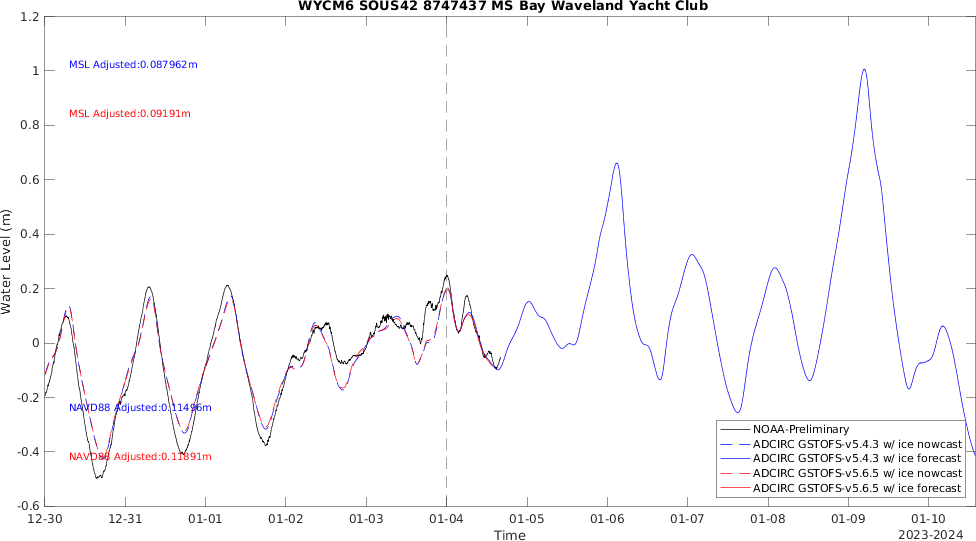 WYCM6 SOUS42 8747437 MS Bay Waveland Yacht Club
1.2
1
0.8
0.6
0.4
0.2
0
-0.2
-0.4
-0.6
Water Level (m)
MSL Adjusted:0.087962m
MSL Adjusted:0.09191m
NAVD88 Adjusted:0.11496m
NAVD88 Adjusted:0.11891m
NOAA-Preliminary
ADCIRC GSTOFS-v5.4.3 w/ ice nowcast
ADCIRC GSTOFS-v5.4.3 w/ ice forecast
ADCIRC GSTOFS-v5.6.5 w/ ice nowcast
ADCIRC GSTOFS-v5.6.5 w/ ice forecast
12-30 12-31 01-01 01-02 01-03 01-04 01-05 01-06 01-07 01-08 01-09 01-10
Time
2023-2024